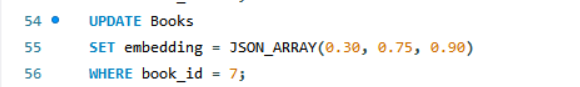 54 UPDATE Books
55 SET embedding = JSON_ARRAY(0.30, 0.75, 0.90)
56 WHERE book_id = 7;